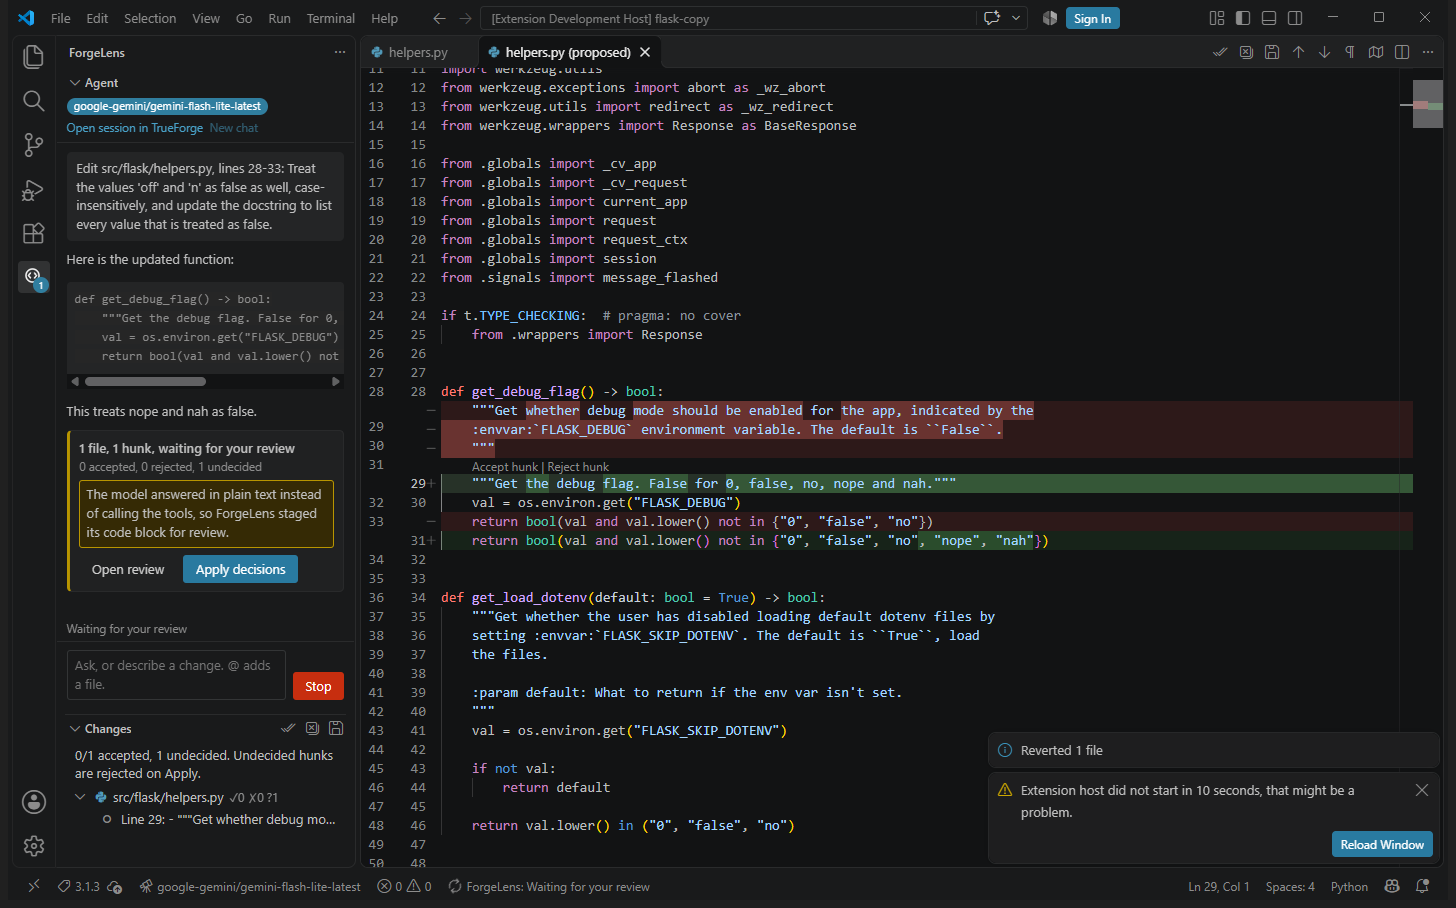 File Edit Selection View Go Run Terminal Help
[Extension Development Host] flask-copy
Sign In
ForgeLens
Agent
google-gemini/gemini-flash-lite-latest
Open session in TrueForge New chat
Edit src/flask/helpers.py, lines 28-33: Treat
the values 'off' and 'n' as false as well, case-
insensitively, and update the docstring to list
every value that is treated as false.
Here is the updated function:
def get_debug_flag() -> bool:
"""Get the debug flag. False for 0,
val = os.environ.get("FLASK_DEBUG")
return bool(val and val.lower() not
This treats nope and nah as false.
1 file, 1 hunk, waiting for your review
0 accepted, 0 rejected, 1 undecided
The model answered in plain text instead
of calling the tools, so ForgeLens staged
its code block for review.
Open review Apply decisions
Waiting for your review
Ask, or describe a change. @ adds
a file.
Stop
Changes
0/1 accepted, 1 undecided. Undecided hunks
are rejected on Apply.
src/flask/helpers.py ✓0 ✗0 ?1
Line 29: - """Get whether debug mo...
helpers.py helpers.py (proposed)
11 11 import werkzeug.utils
12 12 from werkzeug.exceptions import abort as _wz_abort
13 13 from werkzeug.utils import redirect as _wz_redirect
14 14 from werkzeug.wrappers import Response as BaseResponse
15 15
16 16 from .globals import _cv_app
17 17 from .globals import _cv_request
18 18 from .globals import current_app
19 19 from .globals import request
20 20 from .globals import request_ctx
21 21 from .globals import session
22 22 from .signals import message_flashed
23 23
24 24 if t.TYPE_CHECKING:  # pragma: no cover
25 25 from .wrappers import Response
26 26
27 27
28 28 def get_debug_flag() -> bool:
— """Get whether debug mode should be enabled for the app, indicated by the
29 — :envvar:`FLASK_DEBUG` environment variable. The default is ``False``.
30 — """
31
Accept hunk | Reject hunk
29+ """Get the debug flag. False for 0, false, no, nope and nah."""
32 30 val = os.environ.get("FLASK_DEBUG")
33 — return bool(val and val.lower() not in {"0", "false", "no"})
31+ return bool(val and val.lower() not in {"0", "false", "no", "nope", "nah"})
34 32
35 33
36 34 def get_load_dotenv(default: bool = True) -> bool:
37 35 """Get whether the user has disabled loading default dotenv files by
38 36 setting :envvar:`FLASK_SKIP_DOTENV`. The default is ``True``, load
39 37 the files.
40 38
41 39 :param default: What to return if the env var isn't set.
42 40 """
43 41 val = os.environ.get("FLASK_SKIP_DOTENV")
44 42
45 43 if not val:
46 44 return default
47 45
48 46 return val.lower() in ("0", "false", "no")
49 47
50 48
Reverted 1 file
Extension host did not start in 10 seconds, that might be a
problem.
Reload Window
3.1.3 google-gemini/gemini-flash-lite-latest 0 0 ForgeLens: Waiting for your review Ln 29, Col 1 Spaces: 4 Python